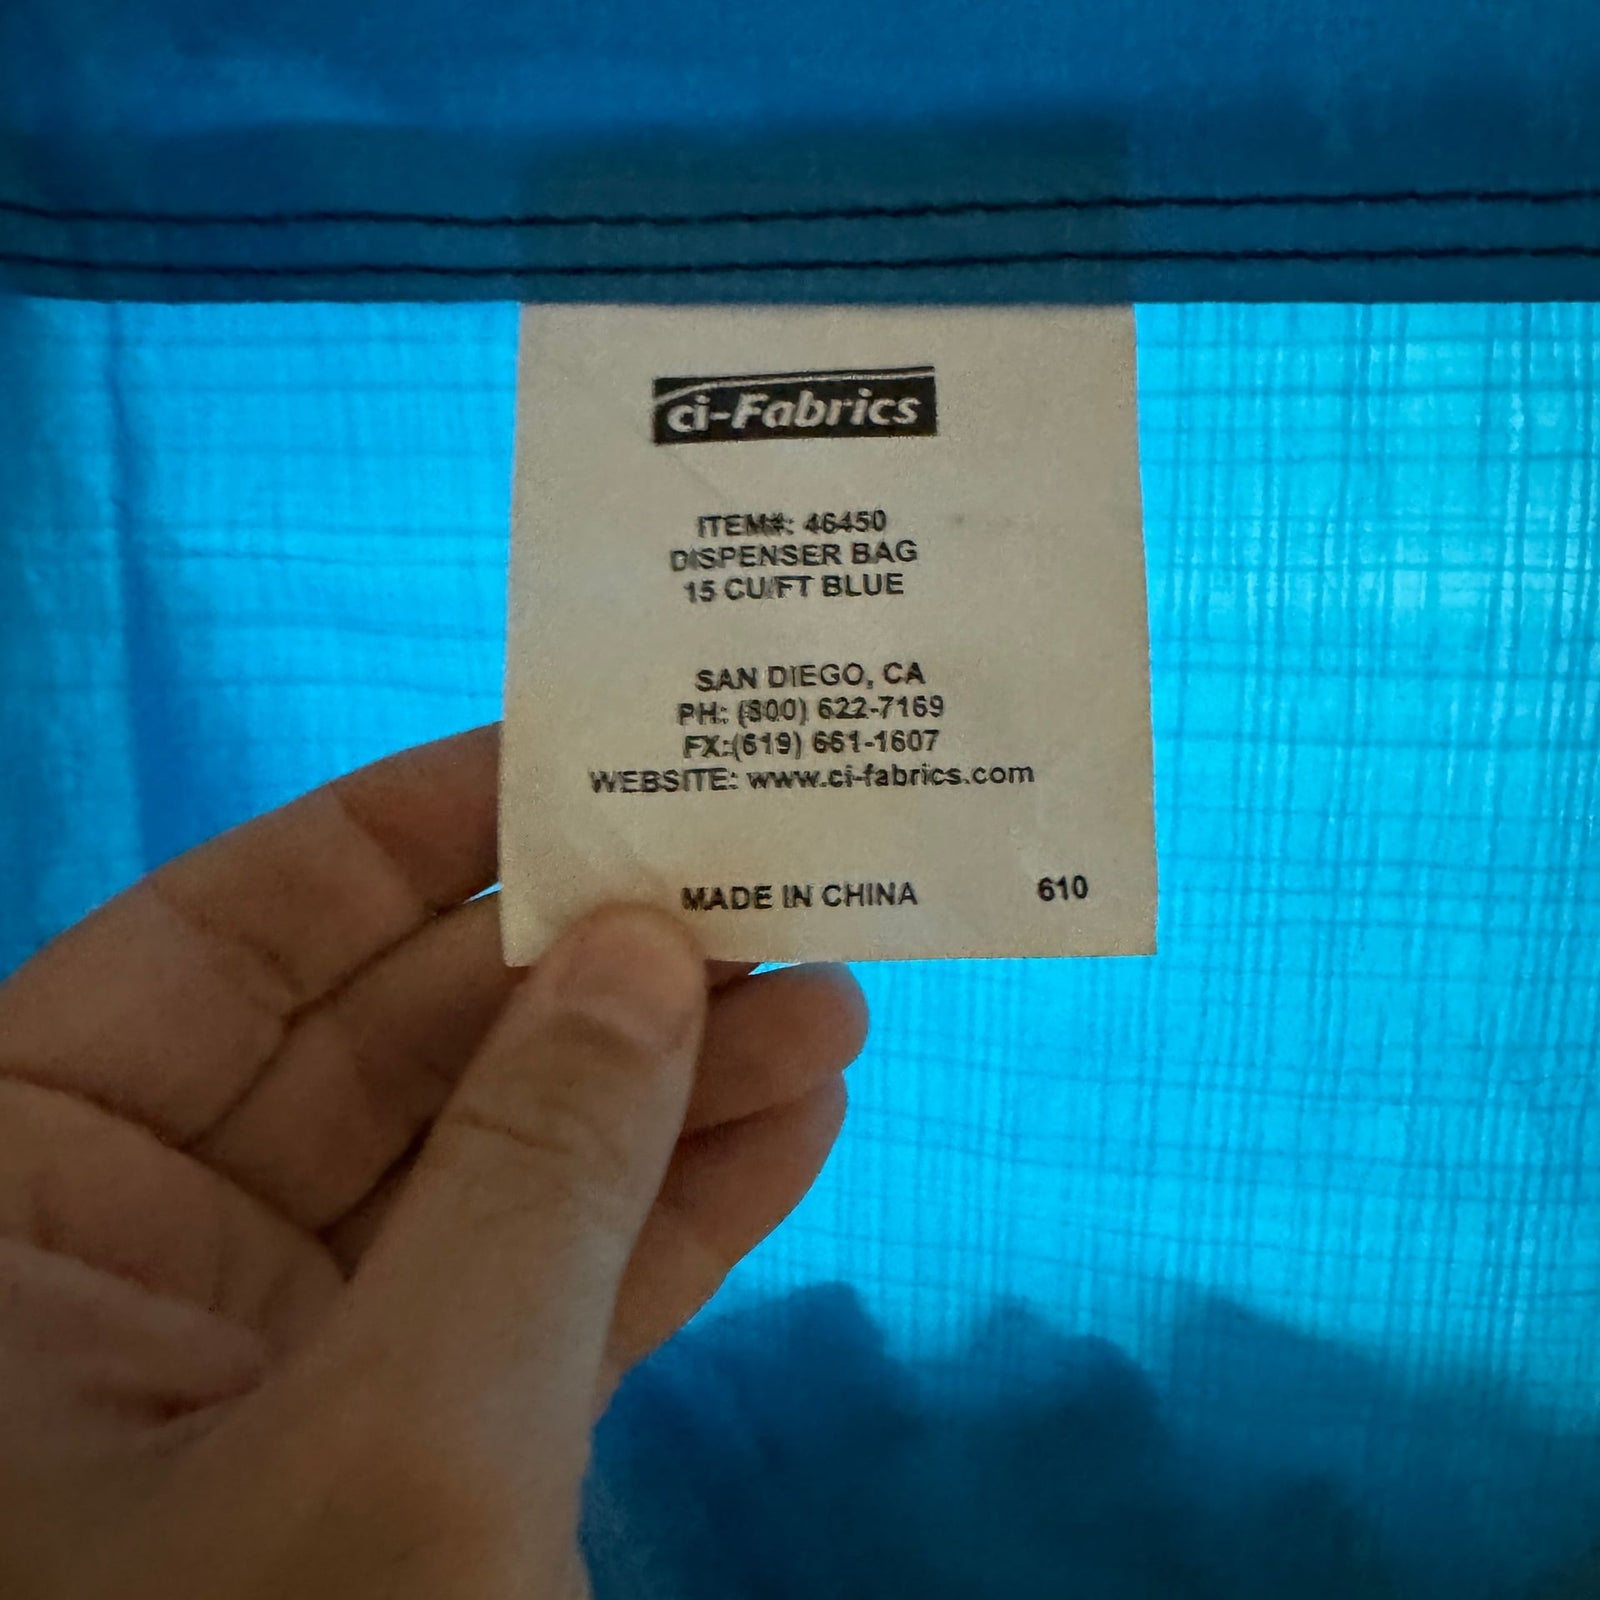 ci-Fabrics
ITEM#: 46450
DISPENSER BAG
15 CU/FT BLUE
SAN DIEGO, CA
PH: (800) 622-7169
FX:(619) 661-1607
WEBSITE: www.ci-fabrics.com
MADE IN CHINA 610